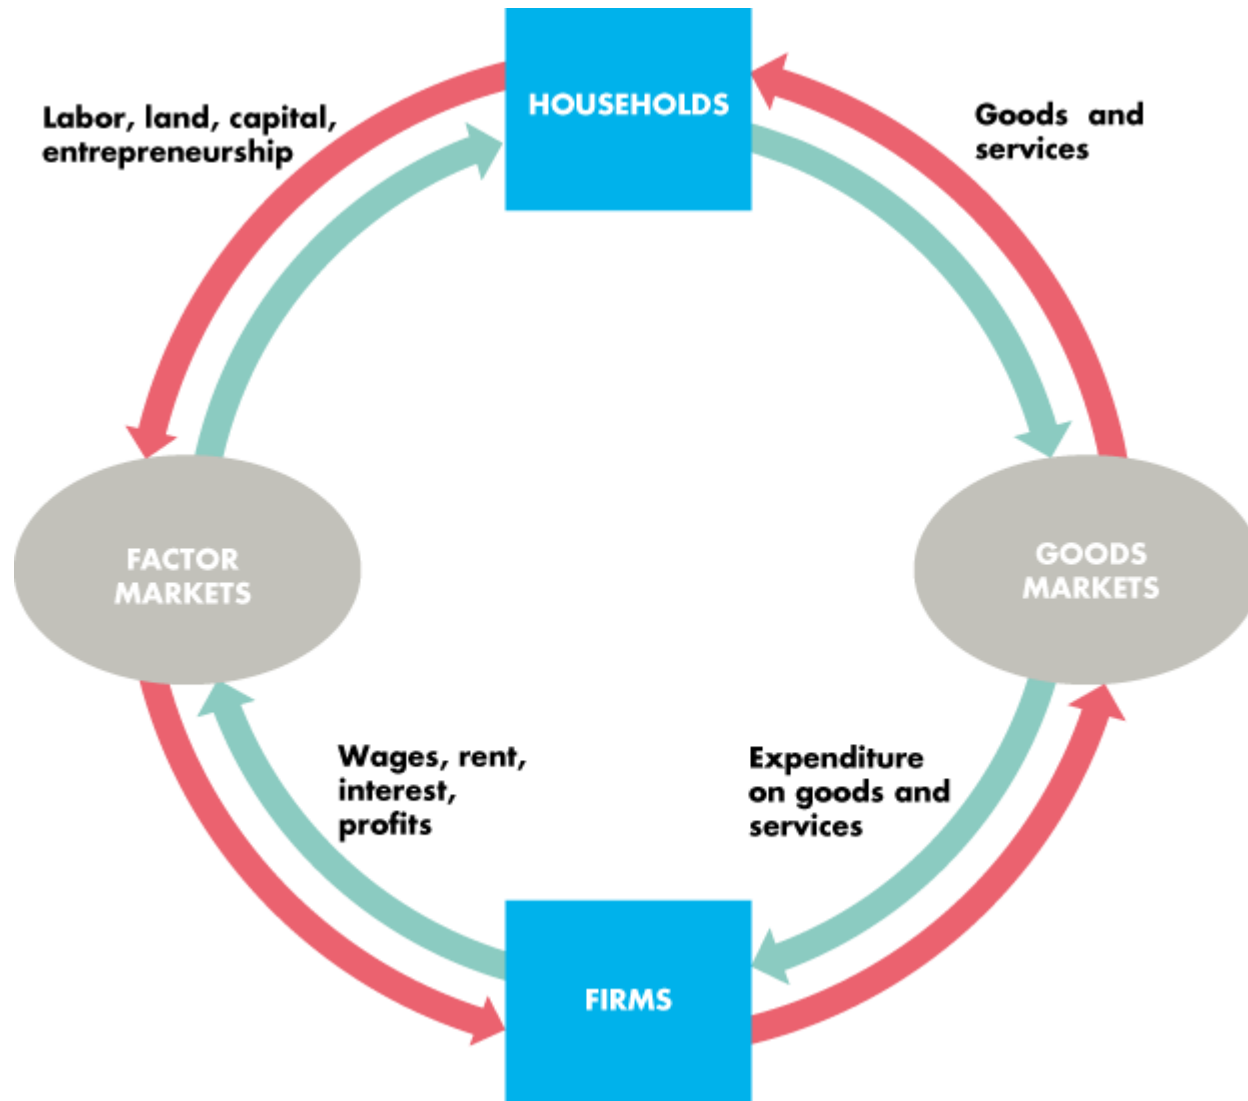 HOUSEHOLDS
Labor, land, capital,
entrepreneurship
Goods and
services
FACTOR
MARKETS
GOODS
MARKETS
Wages, rent,
interest,
profits
Expenditure
on goods and
services
FIRMS